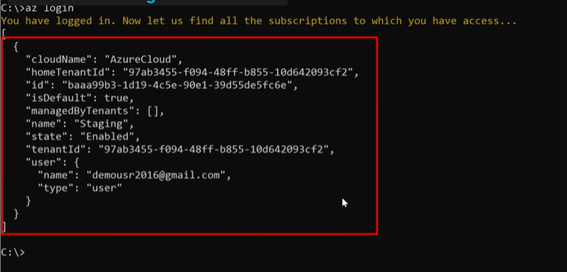 C:\>az login
You have logged in. Now let us find all the subscriptions to which you have access...
[
  {
    "cloudName": "AzureCloud",
    "homeTenantId": "97ab3455-f094-48ff-b855-10d642093cf2",
    "id": "baaa99b3-1d19-4c5e-90e1-39d55de5fc6e",
    "isDefault": true,
    "managedByTenants": [],
    "name": "Staging",
    "state": "Enabled",
    "tenantId": "97ab3455-f094-48ff-b855-10d642093cf2",
    "user": {
      "name": "demousr2016@gmail.com",
      "type": "user"
    }
  }
]
C:\>